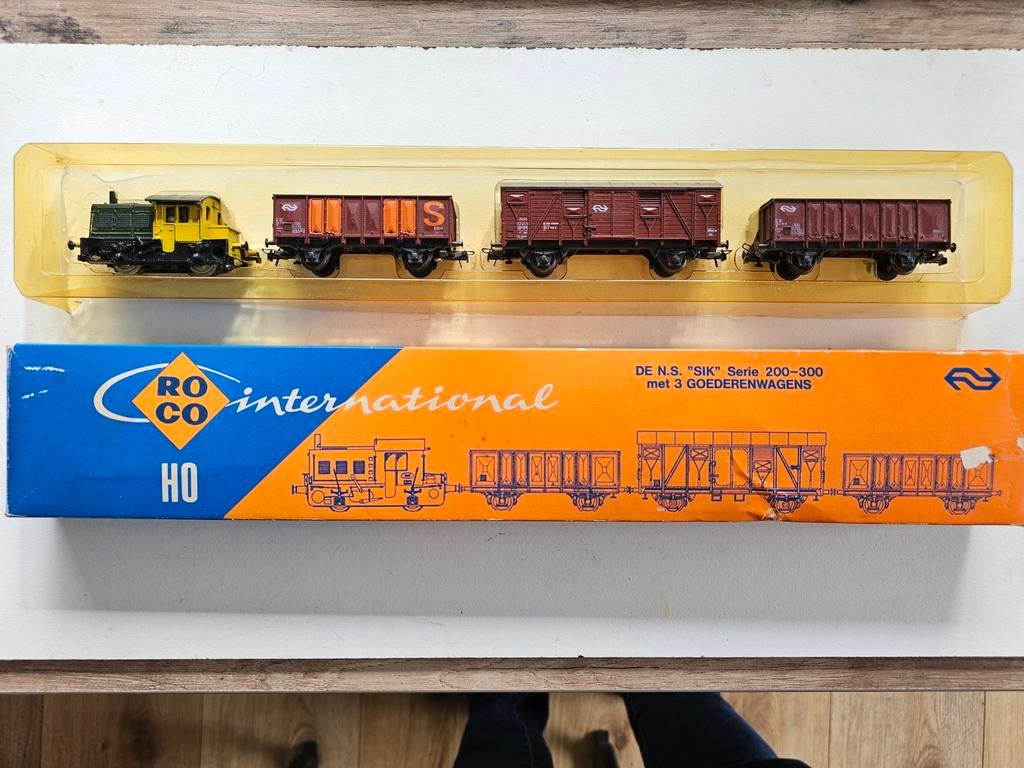 S
RO
CO
international
HO
DE N.S. "SIK" Serie 200-300
met 3 GOEDERENWAGENS